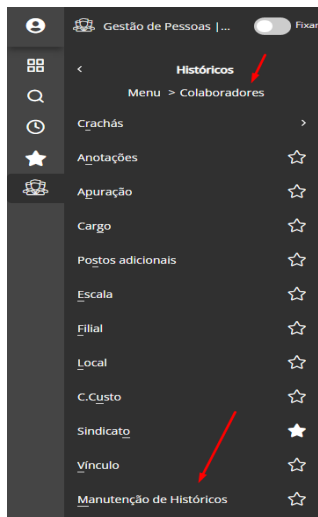 Gestão de Pessoas |... Fixar
< Históricos
Menu > Colaboradores
Crachás >
Anotações
Apuração
Cargo
Postos adicionais
Escala
Filial
Local
C.Custo
Sindicato
Vínculo
Manutenção de Históricos